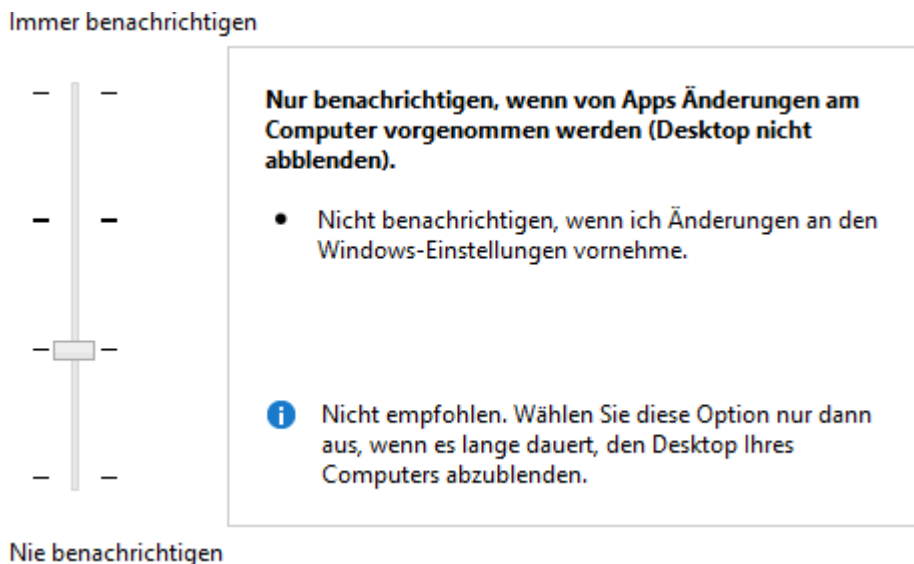 Immer benachrichtigen
Nur benachrichtigen, wenn von Apps Änderungen am
Computer vorgenommen werden (Desktop nicht
abblenden).
• Nicht benachrichtigen, wenn ich Änderungen an den
Windows-Einstellungen vornehme.
Nicht empfohlen. Wählen Sie diese Option nur dann
aus, wenn es lange dauert, den Desktop Ihres
Computers abzublenden.
Nie benachrichtigen